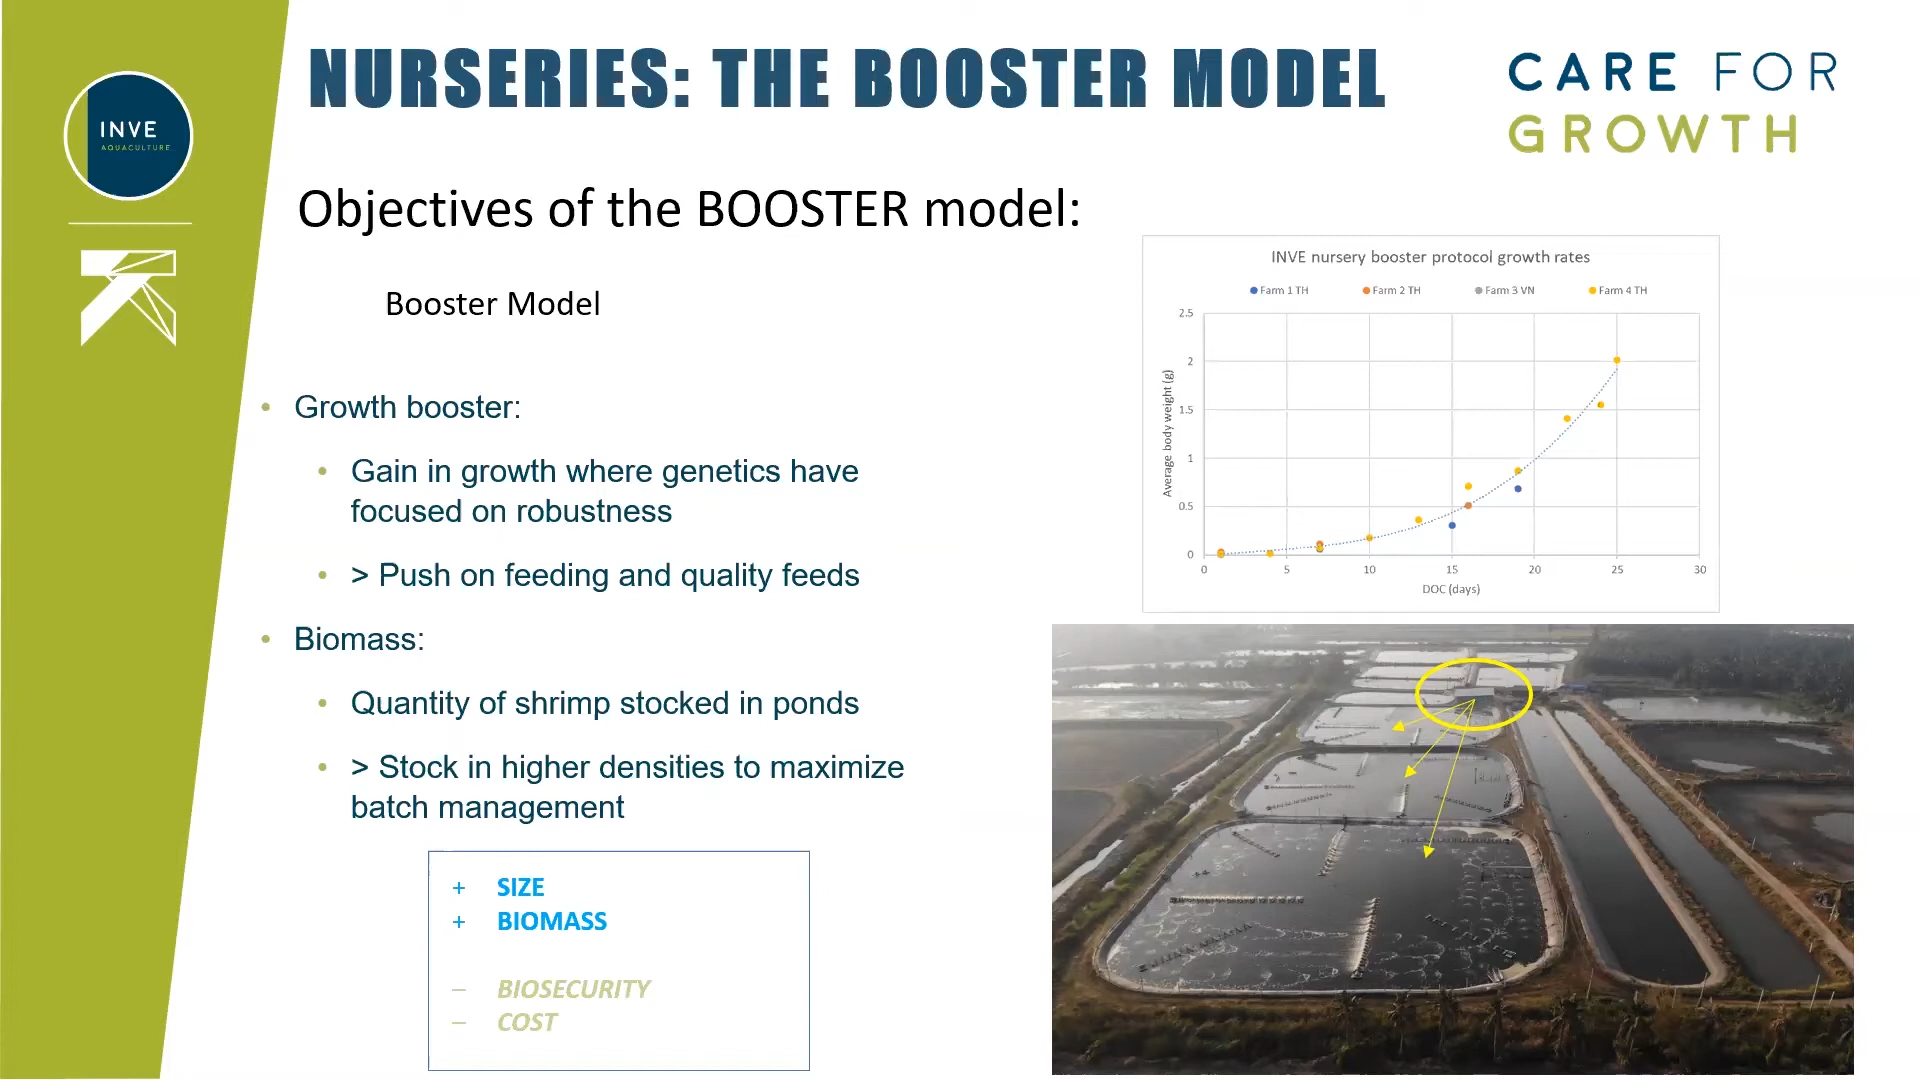 NURSERIES: THE BOOSTER MODEL
CARE FOR
GROWTH
INVE
AQUACULTURE
Objectives of the BOOSTER model:
Booster Model
• Growth booster:
• Gain in growth where genetics have
focused on robustness
• > Push on feeding and quality feeds
• Biomass:
• Quantity of shrimp stocked in ponds
• > Stock in higher densities to maximize
batch management
+ SIZE
+ BIOMASS
– BIOSECURITY
– COST
INVE nursery booster protocol growth rates
Farm 1 TH Farm 2 TH Farm 3 VN Farm 4 TH
Average body weight (g)
2.5
2
1.5
1
0.5
0
0 5 10 15 20 25 30
DOC (days)